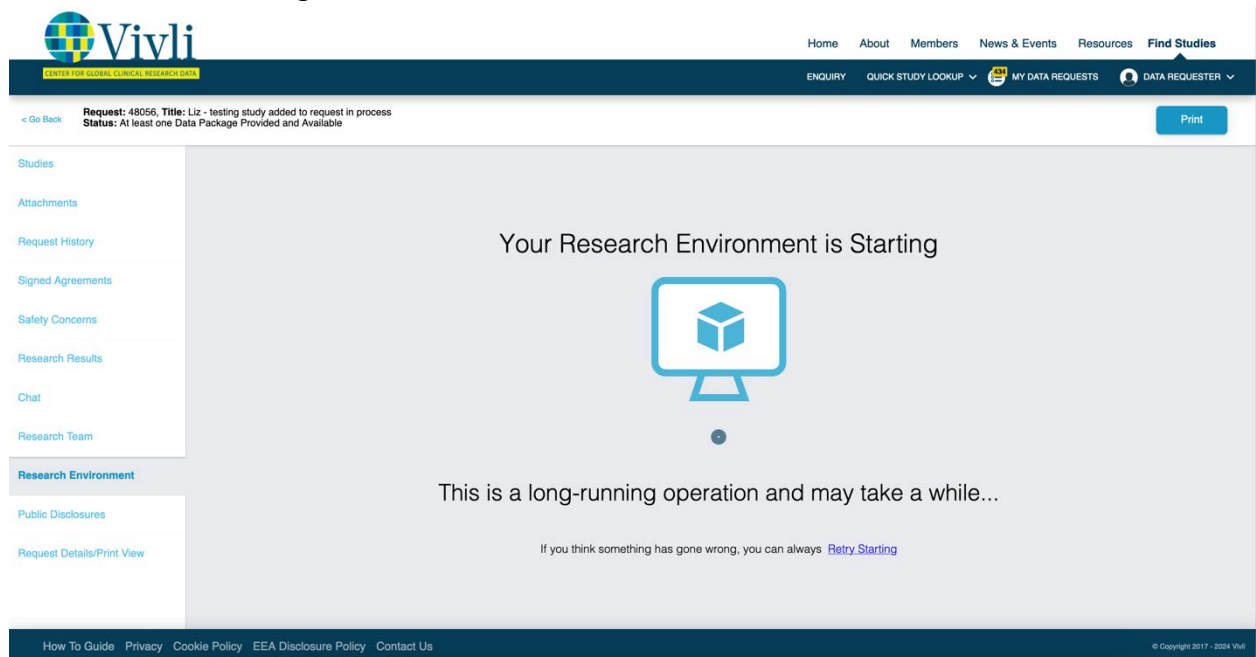 Vivli
CENTER FOR GLOBAL CLINICAL RESEARCH DATA
Home About Members News & Events Resources Find Studies
ENQUIRY QUICK STUDY LOOKUP 434 MY DATA REQUESTS DATA REQUESTER
< Go Back Request: 48056, Title: Liz - testing study added to request in process
Status: At least one Data Package Provided and Available
Print
Studies
Attachments
Request History
Signed Agreements
Safety Concerns
Research Results
Chat
Research Team
Research Environment
Public Disclosures
Request Details/Print View
Your Research Environment is Starting
This is a long-running operation and may take a while...
If you think something has gone wrong, you can always Retry Starting
How To Guide Privacy Cookie Policy EEA Disclosure Policy Contact Us
© Copyright 2017 - 2024 Vivli